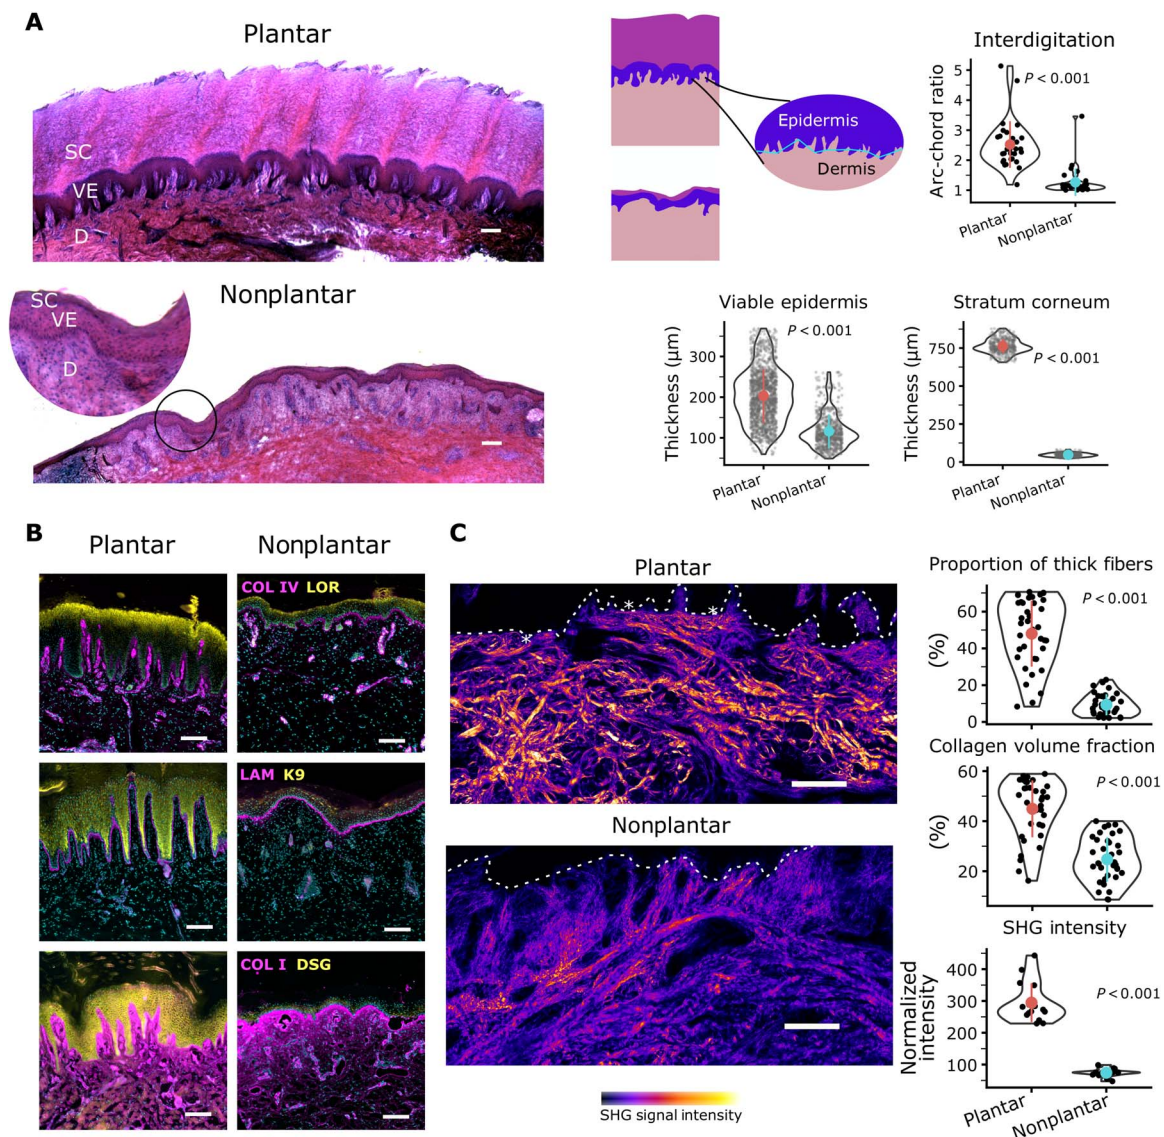 A
Plantar
SC
VE
D
Nonplantar
SC
VE
D
Epidermis
Dermis
Interdigitation
P < 0.001
Arc-chord ratio
5
4
3
2
1
Plantar
Nonplantar
Viable epidermis
P < 0.001
Thickness (µm)
300
200
100
Plantar
Nonplantar
Stratum corneum
P < 0.001
Thickness (µm)
750
500
250
0
Plantar
Nonplantar
B
Plantar
Nonplantar
COL IV LOR
LAM K9
COL I DSG
C
Plantar
*
*
*
Nonplantar
SHG signal intensity
Proportion of thick fibers
P < 0.001
(%)
60
40
20
0
Collagen volume fraction
P < 0.001
(%)
60
40
20
SHG intensity
P < 0.001
Normalized
intensity
400
300
200
100
Plantar
Nonplantar